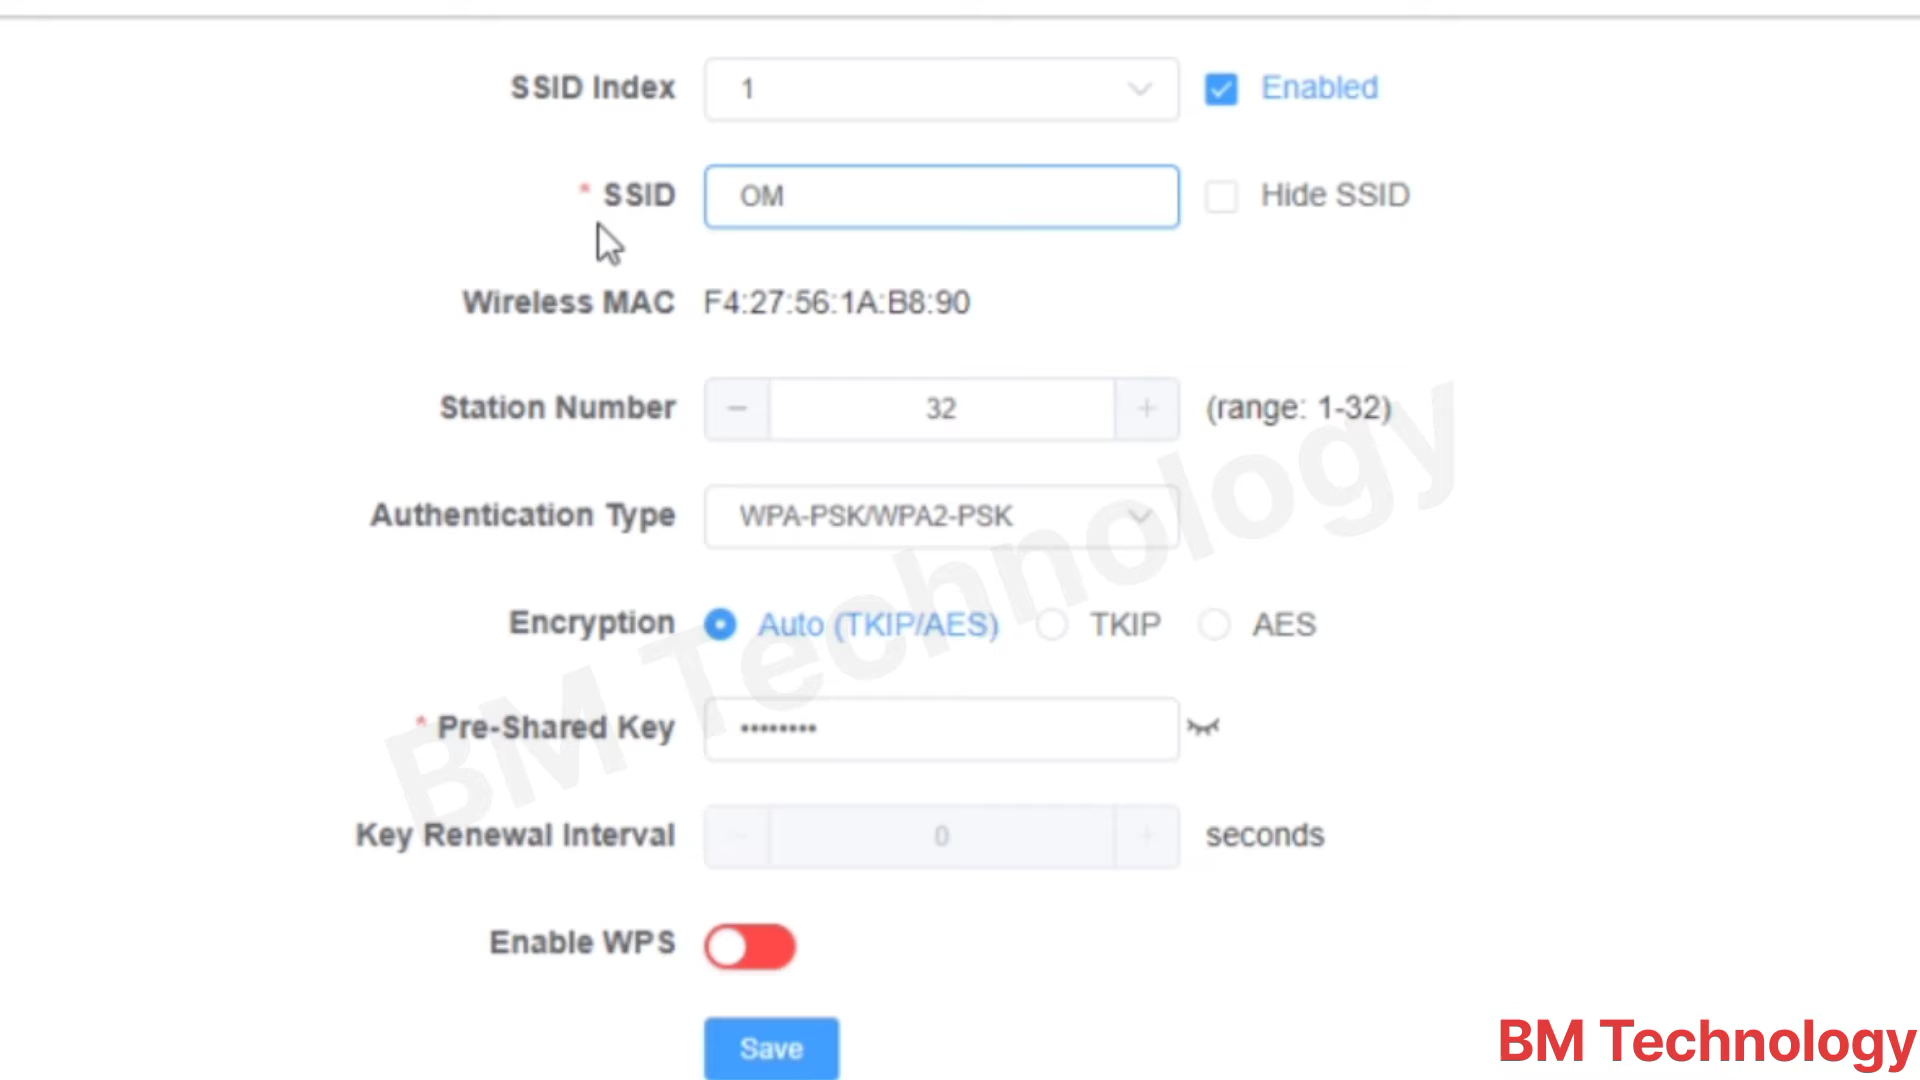 SSID Index 1 Enabled
* SSID OM Hide SSID
Wireless MAC F4:27:56:1A:B8:90
Station Number − 32 + (range: 1-32)
Authentication Type WPA-PSK/WPA2-PSK
Encryption Auto (TKIP/AES) TKIP AES
* Pre-Shared Key ••••••••
Key Renewal Interval - 0 + seconds
Enable WPS
Save
BM Technology
BM Technology